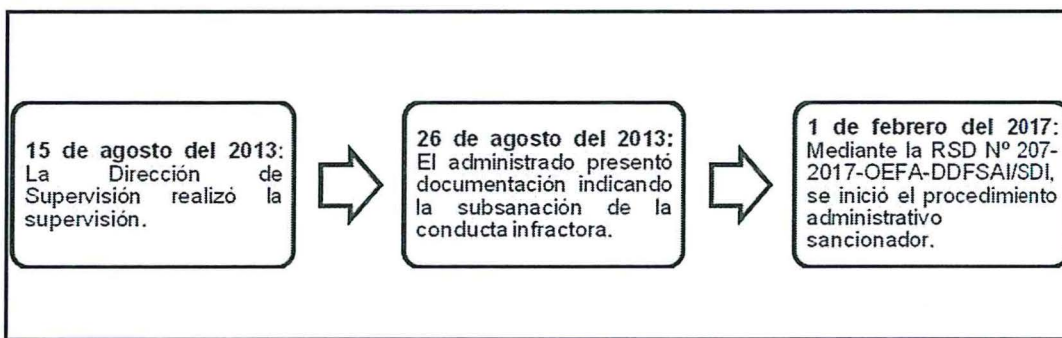 15 de agosto del 2013:
La Dirección de
Supervisión realizó la
supervisión.
26 de agosto del 2013:
El administrado presentó
documentación indicando
la subsanación de la
conducta infractora.
1 de febrero del 2017:
Mediante la RSD Nº 207-
2017-OEFA-DDFSAI/SDI,
se inició el procedimiento
administrativo
sancionador.